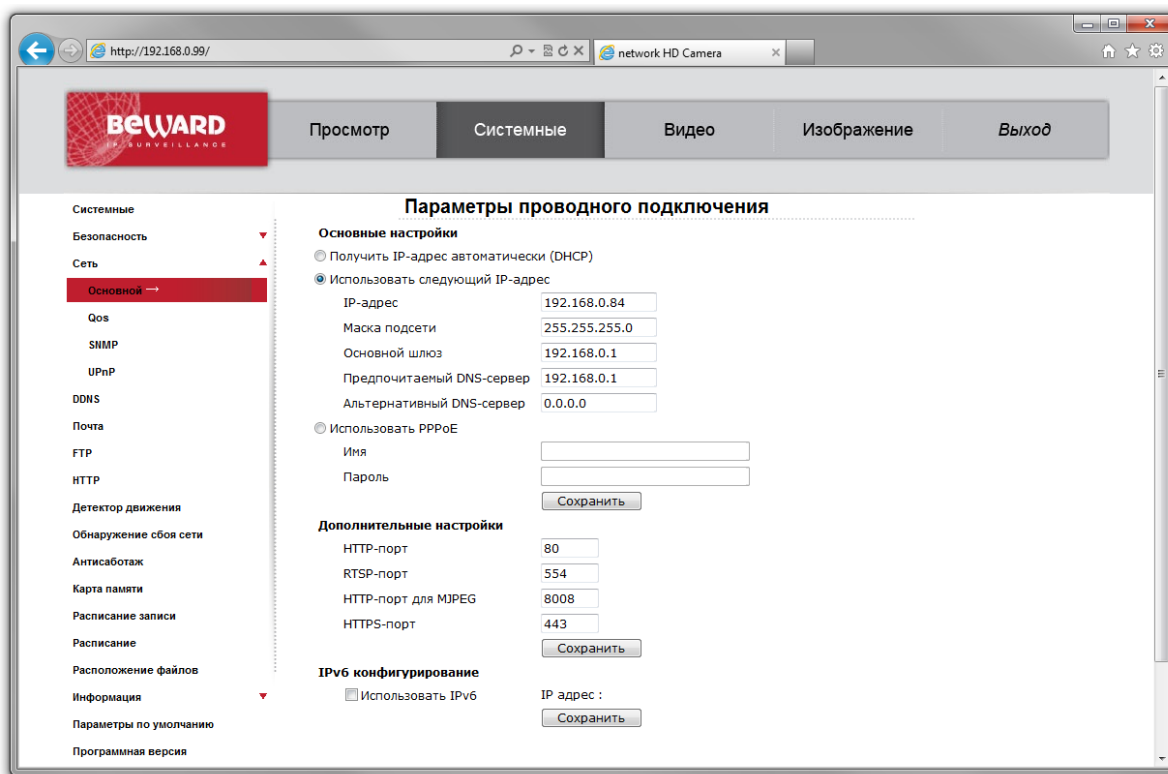 http://192.168.0.99/
network HD Camera
BEWARD
IP SURVEILLANCE
Просмотр
Системные
Видео
Изображение
Выход
Системные
Безопасность
Сеть
Основной →
Qos
SNMP
UPnP
DDNS
Почта
FTP
HTTP
Детектор движения
Обнаружение сбоя сети
Антисаботаж
Карта памяти
Расписание записи
Расписание
Расположение файлов
Информация
Параметры по умолчанию
Программная версия
Параметры проводного подключения
Основные настройки
Получить IP-адрес автоматически (DHCP)
Использовать следующий IP-адрес
IP-адрес 192.168.0.84
Маска подсети 255.255.255.0
Основной шлюз 192.168.0.1
Предпочитаемый DNS-сервер 192.168.0.1
Альтернативный DNS-сервер 0.0.0.0
Использовать PPPoE
Имя
Пароль
Сохранить
Дополнительные настройки
HTTP-порт 80
RTSP-порт 554
HTTP-порт для MJPEG 8008
HTTPS-порт 443
Сохранить
IPv6 конфигурирование
Использовать IPv6 IP адрес :
Сохранить